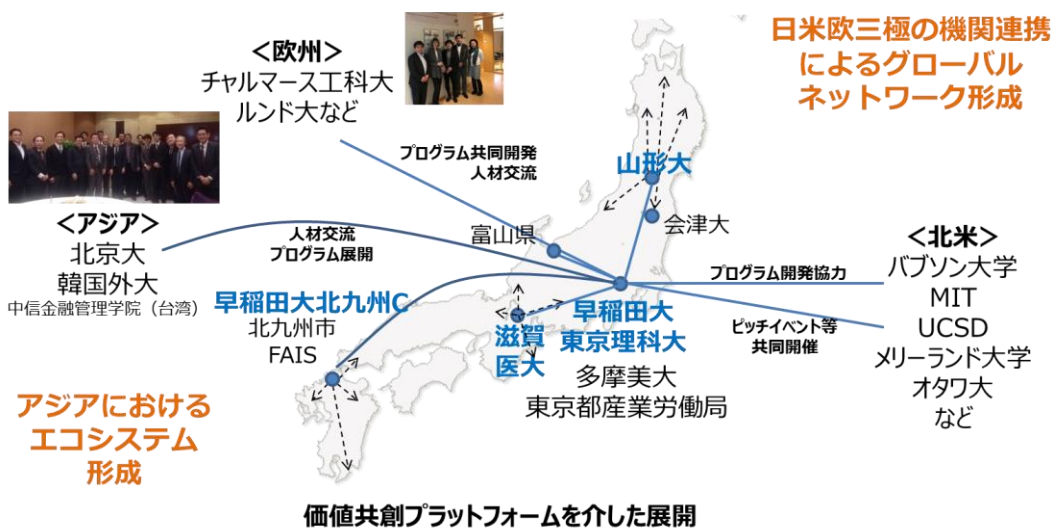 日米欧三極の機関連携
によるグローバル
ネットワーク形成
<欧州>
チャルマース工科大
ルンド大など
プログラム共同開発
人材交流
山形大
会津大
富山県
<アジア>
北京大
韓国外大
中信金融管理学院（台湾）
人材交流
プログラム展開
<北米>
バブソン大学
MIT
UCSD
メリーランド大学
オタワ大
など
プログラム開発協力
ピッチイベント等
共同開催
早稲田大北九州C
北九州市
FAIS
滋賀
医大
早稲田大
東京理科大
多摩美大
東京都産業労働局
アジアにおける
エコシステム
形成
価値共創プラットフォームを介した展開